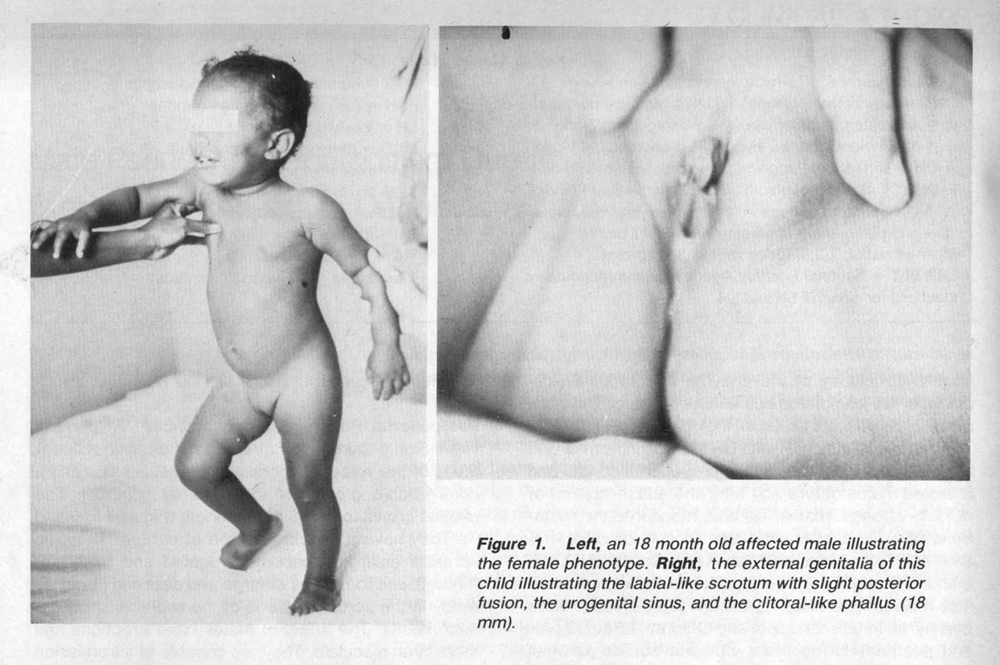 Figure 1. Left, an 18 month old affected male illustrating
the female phenotype. Right, the external genitalia of this
child illustrating the labial-like scrotum with slight posterior
fusion, the urogenital sinus, and the clitoral-like phallus (18
mm).